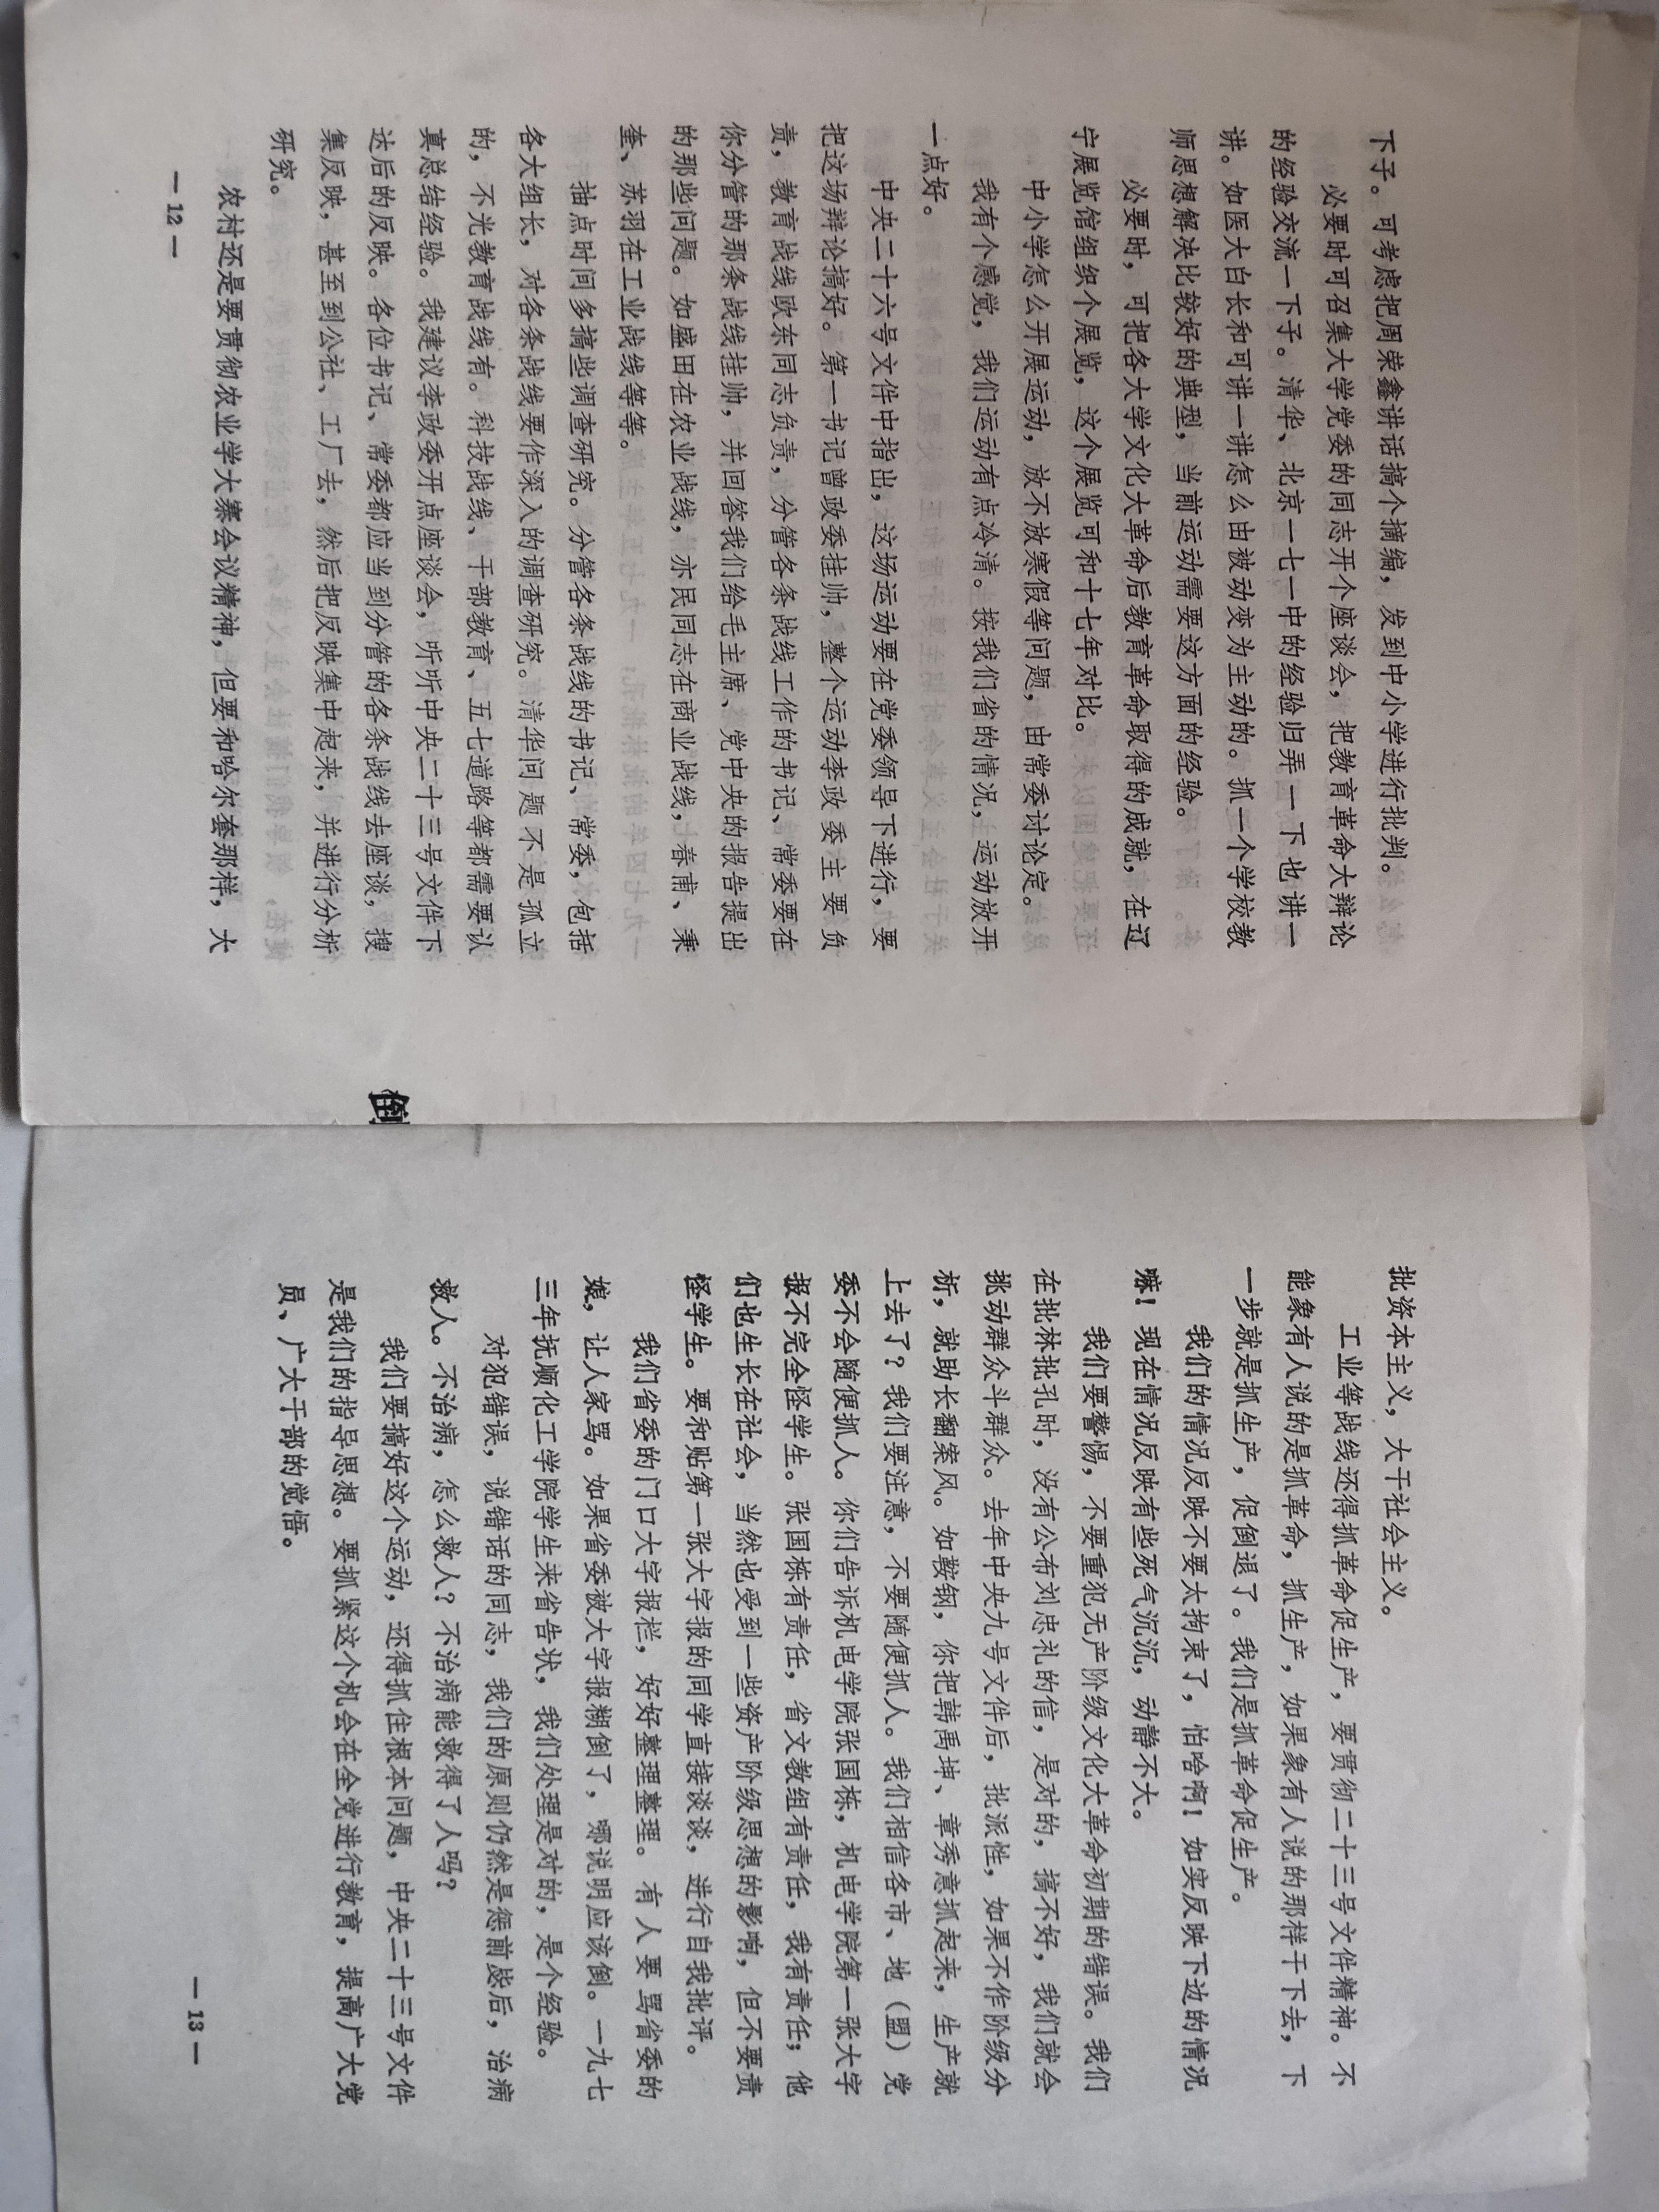 下子。可考虑把周荣鑫讲话搞个摘编，发到中小学进行批判。
必要时可召集大学党委的同志开个座谈会，把教育革命大辩论
的经验交流一下子。清华、北京一七一中的经验归弄一下也讲一
讲。如医大白长和可讲一讲怎么由被动变为主动的。抓一个学校教
师思想解决比较好的典型，当前运动需要这方面的经验。
必要时，可把各大学文化大革命后教育革命取得的成就，在辽
宁展览馆组织个展览，这个展览可和十七年对比。
中小学怎么开展运动，放不放寒假等问题，由常委讨论定。
我有个感觉，我们运动有点冷清。按我们省的情况，运动放开
一点好。
中央二十六号文件中指出，这场运动要在党委领导下进行，要
把这场辩论搞好。第一书记曾政委挂帅，整个运动李政委主要负
责，教育战线欧东同志负责，分管各条战线工作的书记、常委要在
你分管的那条战线挂帅，并回答我们给毛主席、党中央的报告提出
的那些问题。如盛田在农业战线，亦民同志在商业战线，春甫、秉
奎、苏羽在工业战线等等。
抽点时间多搞些调查研究。分管各条战线的书记、常委，包括
各大组长，对各条战线要作深入的调查研究。清华问题不是孤立
的，不光教育战线有。科技战线、干部教育、五七道路等都需要认
真总结经验。我建议李政委开点座谈会，听听中央二十三号文件下
达后的反映。各位书记、常委都应当到分管的各条战线去座谈，搜
集反映，甚至到公社、工厂去，然后把反映集中起来，并进行分析
研究。
农村还是要贯彻农业学大寨会议精神，但要和哈尔套那样，大
— 12 —
倒
批资本主义，大干社会主义。
工业等战线还得抓革命促生产，要贯彻二十三号文件精神。不
能象有人说的是抓革命，抓生产，如果象有人说的那样干下去，下
一步就是抓生产，促倒退了。我们是抓革命促生产。
我们的情况反映不要太拘束了，怕啥啊！如实反映下边的情况
嘛！现在情况反映有些死气沉沉，动静不大。
我们要警惕，不要重犯无产阶级文化大革命初期的错误。我们
在批林批孔时，没有公布刘忠礼的信，是对的，搞不好，我们就会
挑动群众斗群众。去年中央九号文件后，批派性，如果不作阶级分
析，就助长翻案风。如鞍钢，你把韩禹坤、章秀意抓起来，生产就
上去了？我们要注意，不要随便抓人。我们相信各市、地（盟）党
委不会随便抓人。你们告诉机电学院张国栋，机电学院第一张大字
报不完全怪学生。张国栋有责任，省文教组有责任，我有责任；他
们也生长在社会，当然也受到一些资产阶级思想的影响，但不要责
怪学生。要和贴第一张大字报的同学直接谈谈，进行自我批评。
我们省委的门口大字报栏，好好整理整理。有人要骂省委的
娘，让人家骂。如果省委被大字报糊倒了，哪说明应该倒。一九七
三年抚顺化工学院学生来省告状，我们处理是对的，是个经验。
对犯错误，说错话的同志，我们的原则仍然是惩前毖后，治病
救人。不治病，怎么救人？不治病能救得了人吗？
我们要搞好这个运动，还得抓住根本问题，中央二十三号文件
是我们的指导思想。要抓紧这个机会在全党进行教育，提高广大党
员、广大干部的觉悟。
— 13 —